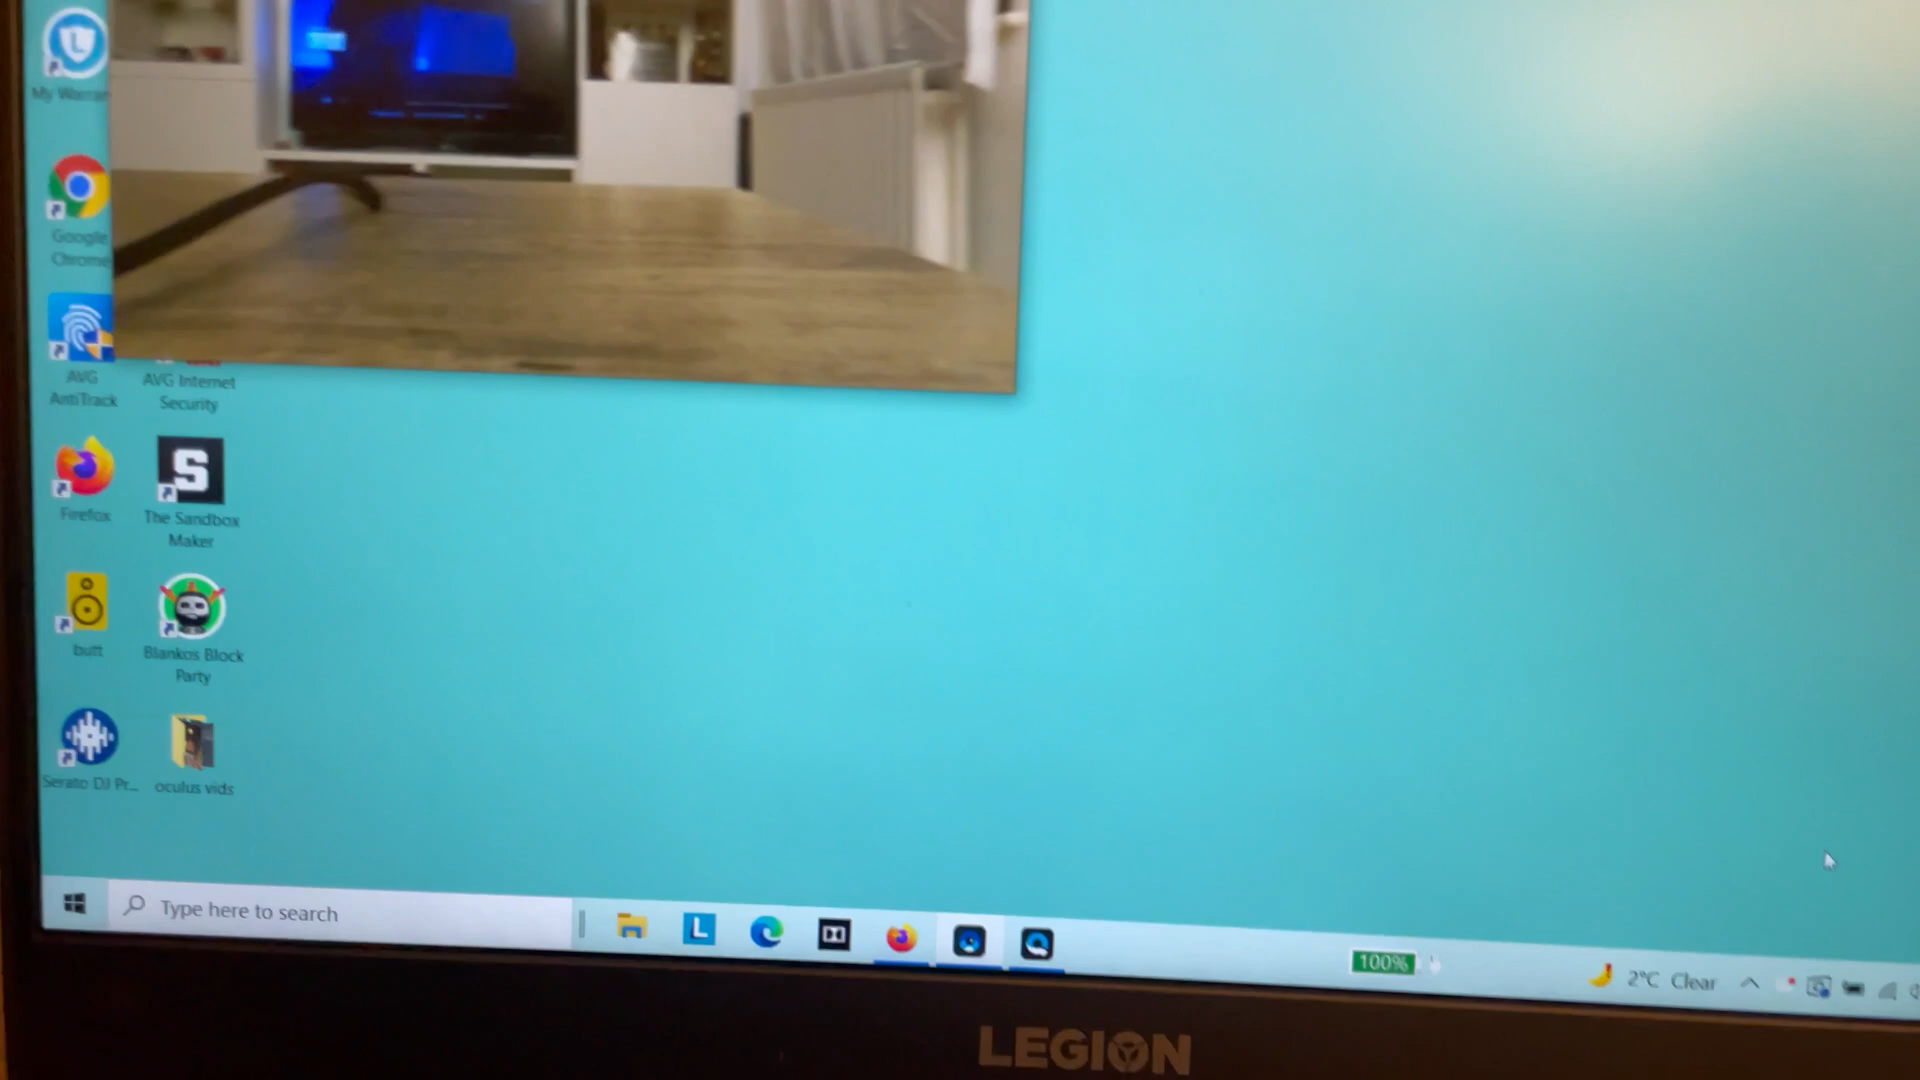 My Warran
Google
Chrome
AVG
AntiTrack
AVG Internet
Security
Firefox
The Sandbox
Maker
butt
Blankos Block
Party
Serato DJ Pr...
oculus vids
Type here to search
100%
2°C Clear
LEGION